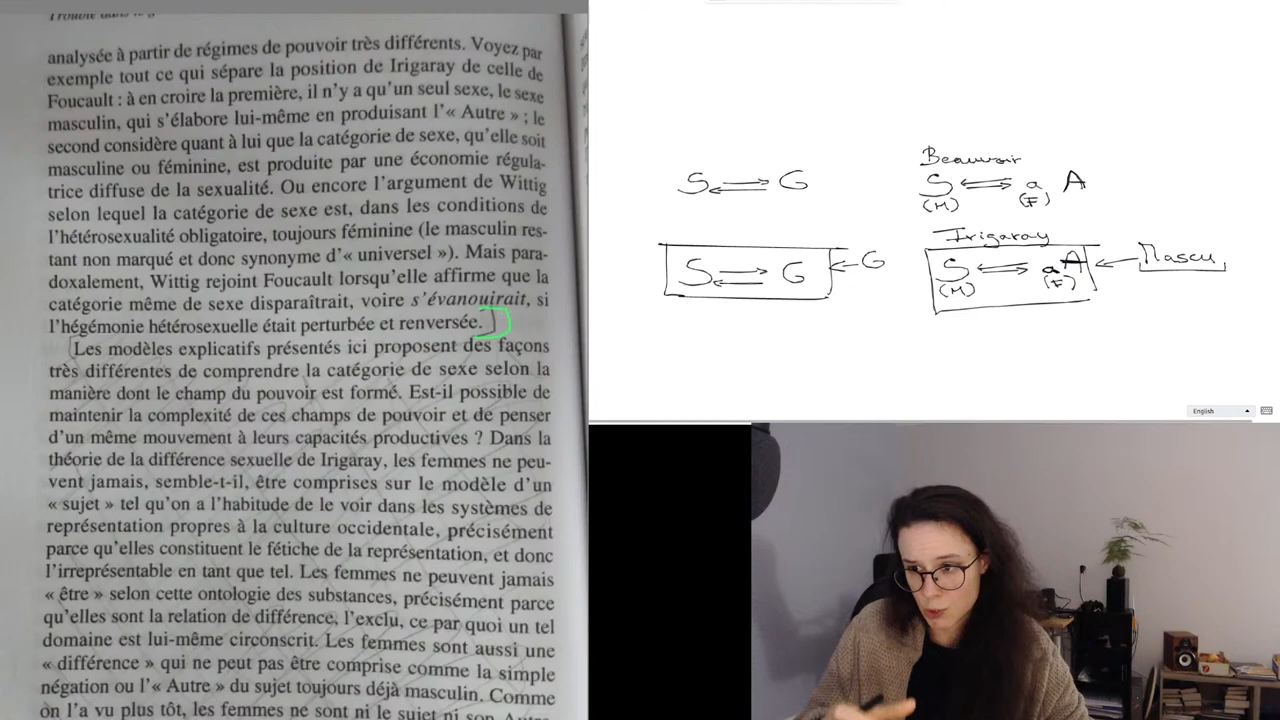 analysée à partir de régimes de pouvoir très différents. Voyez par
exemple tout ce qui sépare la position de Irigaray de celle de
Foucault : à en croire la première, il n'y a qu'un seul sexe, le sexe
masculin, qui s'élabore lui-même en produisant l'« Autre » ; le
second considère quant à lui que la catégorie de sexe, qu'elle soit
masculine ou féminine, est produite par une économie régula-
trice diffuse de la sexualité. Ou encore l'argument de Wittig
selon lequel la catégorie de sexe est, dans les conditions de
l'hétérosexualité obligatoire, toujours féminine (le masculin res-
tant non marqué et donc synonyme d'« universel »). Mais para-
doxalement, Wittig rejoint Foucault lorsqu'elle affirme que la
catégorie même de sexe disparaîtrait, voire s'évanouirait, si
l'hégémonie hétérosexuelle était perturbée et renversée.
Les modèles explicatifs présentés ici proposent des façons
très différentes de comprendre la catégorie de sexe selon la
manière dont le champ du pouvoir est formé. Est-il possible de
maintenir la complexité de ces champs de pouvoir et de penser
d'un même mouvement à leurs capacités productives ? Dans la
théorie de la différence sexuelle de Irigaray, les femmes ne peu-
vent jamais, semble-t-il, être comprises sur le modèle d'un
« sujet » tel qu'on a l'habitude de le voir dans les systèmes de
représentation propres à la culture occidentale, précisément
parce qu'elles constituent le fétiche de la représentation, et donc
l'irreprésentable en tant que tel. Les femmes ne peuvent jamais
« être » selon cette ontologie des substances, précisément parce
qu'elles sont la relation de différence, l'exclu, ce par quoi un tel
domaine est lui-même circonscrit. Les femmes sont aussi une
« différence » qui ne peut pas être comprise comme la simple
négation ou l'« Autre » du sujet toujours déjà masculin. Comme
on l'a vu plus tôt, les femmes ne sont ni le sujet ni son Autre
S ⇄ G
S ⇄ G ← G
Beauvoir
S ⇄ a A
(M) (F)
Irigaray
S ⇄ a A ← Mascu
(M) (F)
English